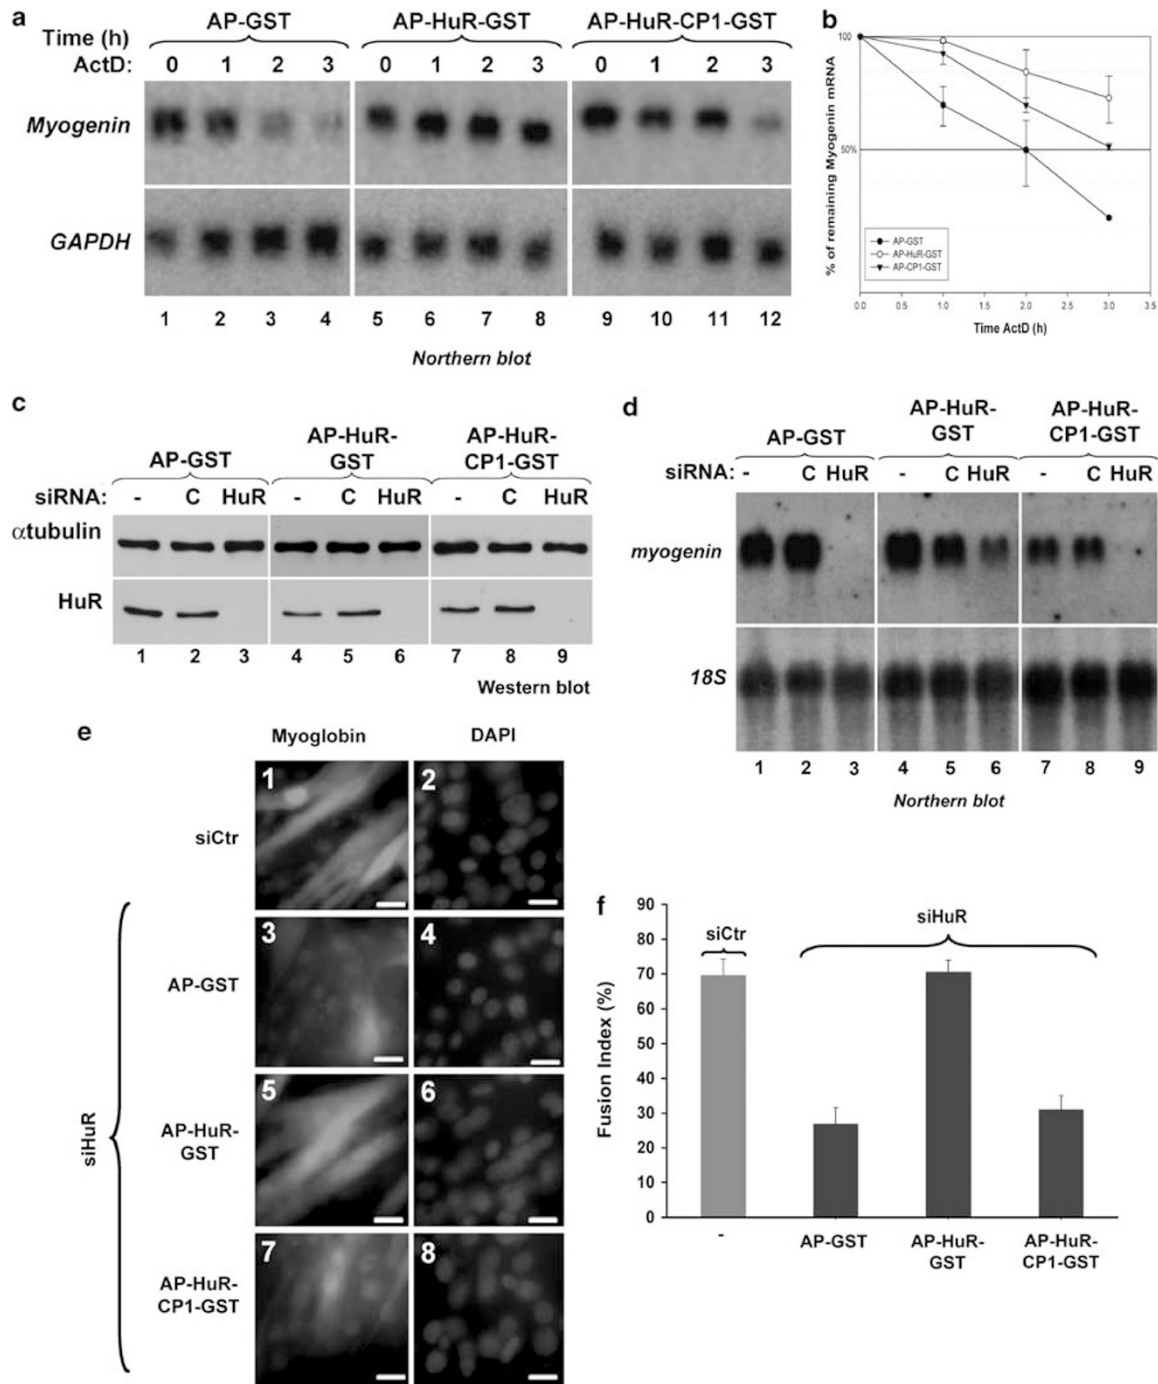 a
AP-GST AP-HuR-GST AP-HuR-CP1-GST
Time (h)
ActD: 0 1 2 3 0 1 2 3 0 1 2 3
Myogenin
GAPDH
1 2 3 4 5 6 7 8 9 10 11 12
Northern blot
b
% of remaining Myogenin mRNA
100
50%
AP-GST
AP-HuR-GST
AP-CP1-GST
0.0 0.5 1.0 1.5 2.0 2.5 3.0 3.5
Time ActD (h)
c
AP-GST
AP-HuR-
GST
AP-HuR-
CP1-GST
siRNA: - C HuR - C HuR - C HuR
αtubulin
HuR
1 2 3 4 5 6 7 8 9
Western blot
d
AP-GST
AP-HuR-
GST
AP-HuR-
CP1-GST
siRNA: - C HuR - C HuR - C HuR
myogenin
18S
1 2 3 4 5 6 7 8 9
Northern blot
e
Myoglobin DAPI
siCtr
1 2
siHuR
AP-GST
3 4
AP-HuR-
GST
5 6
AP-HuR-
CP1-GST
7 8
f
Fusion Index (%)
90
80
70
60
50
40
30
20
10
0
siCtr
siHuR
-
AP-GST
AP-HuR-
GST
AP-HuR-
CP1-GST